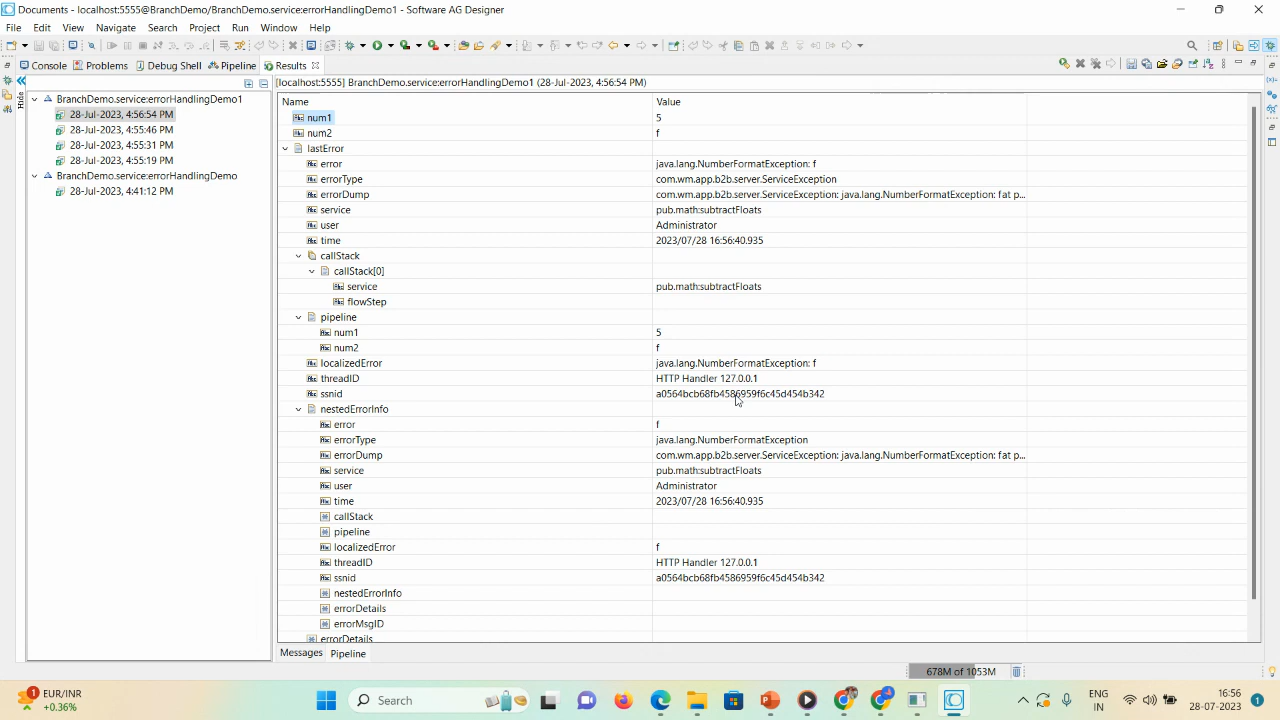 Documents - localhost:5555@BranchDemo/BranchDemo.service:errorHandlingDemo1 - Software AG Designer
File Edit View Navigate Search Project Run Window Help
Console Problems Debug Shell Pipeline Results
[localhost:5555] BranchDemo.service:errorHandlingDemo1 (28-Jul-2023, 4:56:54 PM)
Hide
BranchDemo.service:errorHandlingDemo1
28-Jul-2023, 4:56:54 PM
28-Jul-2023, 4:55:46 PM
28-Jul-2023, 4:55:31 PM
28-Jul-2023, 4:55:19 PM
BranchDemo.service:errorHandlingDemo
28-Jul-2023, 4:41:12 PM
Name Value
num1 5
num2 f
lastError
error java.lang.NumberFormatException: f
errorType com.wm.app.b2b.server.ServiceException
errorDump com.wm.app.b2b.server.ServiceException: java.lang.NumberFormatException: fat p...
service pub.math:subtractFloats
user Administrator
time 2023/07/28 16:56:40.935
callStack
callStack[0]
service pub.math:subtractFloats
flowStep
pipeline
num1 5
num2 f
localizedError java.lang.NumberFormatException: f
threadID HTTP Handler 127.0.0.1
ssnid a0564bcb68fb4586959f6c45d454b342
nestedErrorInfo
error f
errorType java.lang.NumberFormatException
errorDump com.wm.app.b2b.server.ServiceException: java.lang.NumberFormatException: fat p...
service pub.math:subtractFloats
user Administrator
time 2023/07/28 16:56:40.935
callStack
pipeline
localizedError f
threadID HTTP Handler 127.0.0.1
ssnid a0564bcb68fb4586959f6c45d454b342
nestedErrorInfo
errorDetails
errorMsgID
errorDetails
Messages Pipeline
678M of 1053M
1
EUR/INR
+0.36%
Search
ENG
IN
16:56
28-07-2023
1